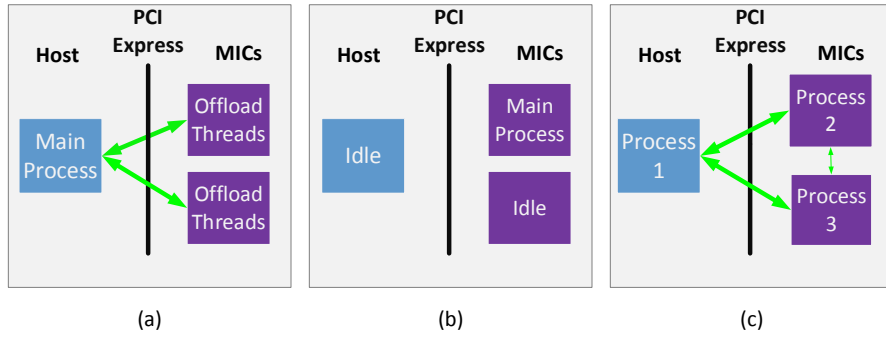 PCI
Express
Host
MICs
Main
Process
Offload
Threads
Offload
Threads
(a)
PCI
Express
Host
MICs
Idle
Main
Process
Idle
(b)
PCI
Express
Host
MICs
Process
1
Process
2
Process
3
(c)